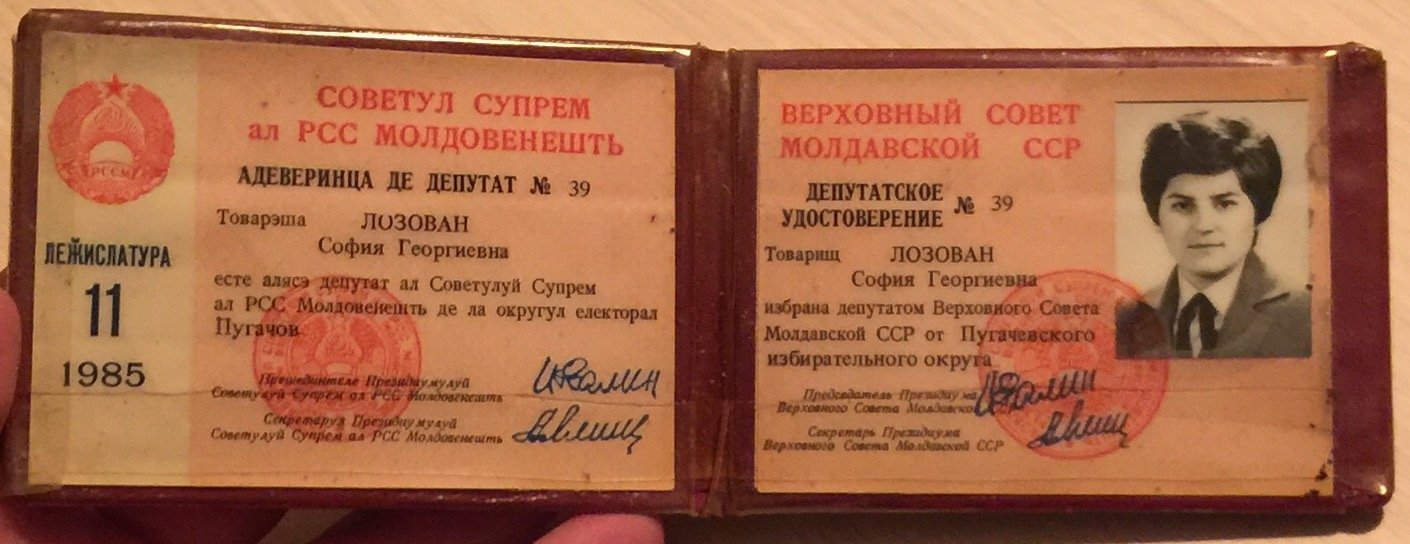 РССМ
ЛЕЖИСЛАТУРА
11
1985
СОВЕТУЛ СУПРЕМ
ал РСС МОЛДОВЕНЕШТЬ
АДЕВЕРИНЦА ДЕ ДЕПУТАТ № 39
Товарэша ЛОЗОВАН
София Георгиевна
есте алясэ депутат ал Советулуй Супрем
ал РСС Молдовенешть де ла округул електорал
Пугачов
Прешединтеле Президиумулуй
Советулуй Супрем ал РСС Молдовенешть
Секретарул Президиумулуй
Советулуй Супрем ал РСС Молдовенешть
ВЕРХОВНЫЙ СОВЕТ
МОЛДАВСКОЙ ССР
ДЕПУТАТСКОЕ
УДОСТОВЕРЕНИЕ № 39
Товарищ ЛОЗОВАН
София Георгиевна
избрана депутатом Верховного Совета
Молдавской ССР от Пугачевского
избирательного округа
Председатель Президиума
Верховного Совета Молдавско
Секретарь Президиума
Верховного Совета Молдавской ССР